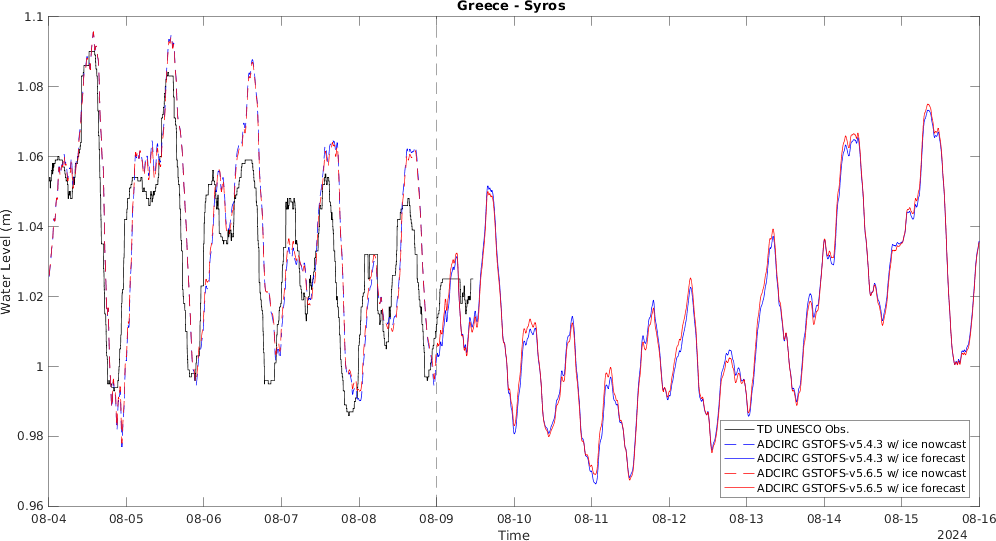 Greece - Syros
Water Level (m)
1.1
1.08
1.06
1.04
1.02
1
0.98
0.96
TD UNESCO Obs.
ADCIRC GSTOFS-v5.4.3 w/ ice nowcast
ADCIRC GSTOFS-v5.4.3 w/ ice forecast
ADCIRC GSTOFS-v5.6.5 w/ ice nowcast
ADCIRC GSTOFS-v5.6.5 w/ ice forecast
08-04 08-05 08-06 08-07 08-08 08-09 08-10 08-11 08-12 08-13 08-14 08-15 08-16
Time
2024